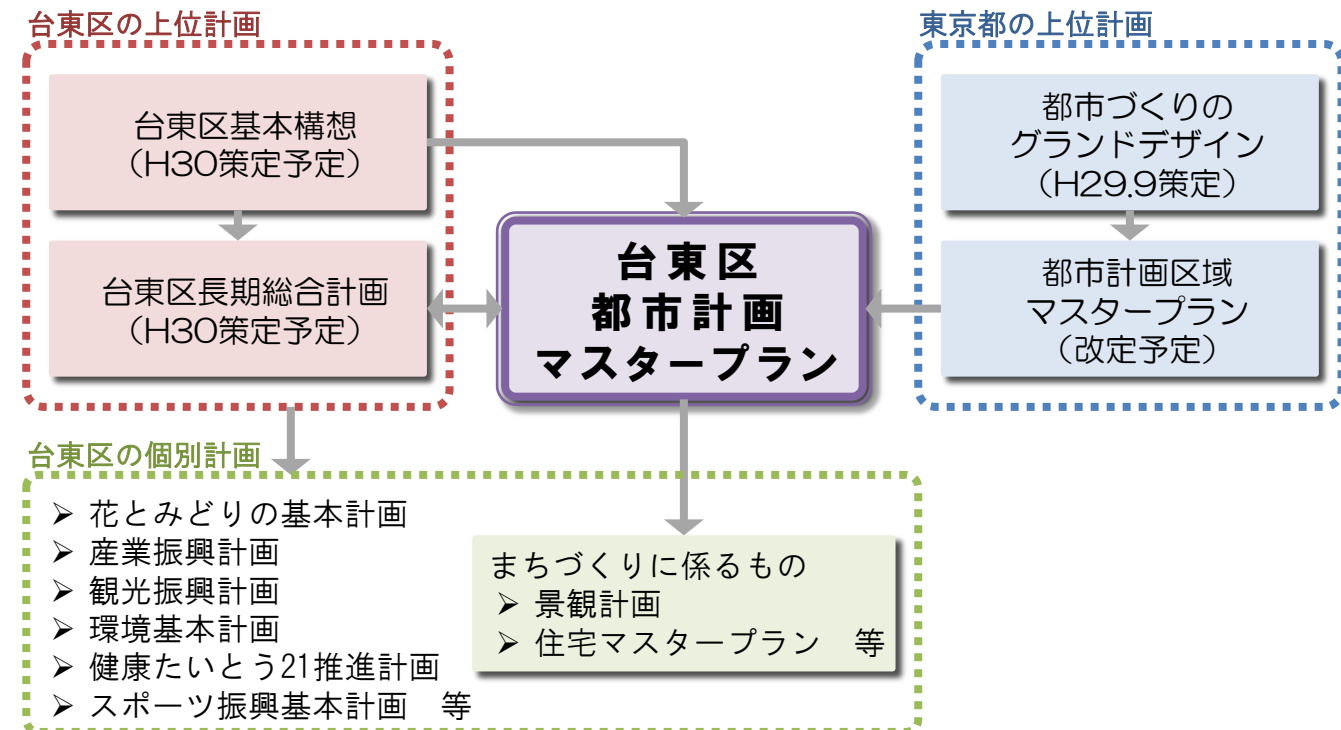 台東区の上位計画
台東区基本構想
（H30策定予定）
台東区長期総合計画
（H30策定予定）
東京都の上位計画
都市づくりの
グランドデザイン
（H29.9策定）
都市計画区域
マスタープラン
（改定予定）
台東区
都市計画
マスタープラン
台東区の個別計画
➢ 花とみどりの基本計画
➢ 産業振興計画
➢ 観光振興計画
➢ 環境基本計画
➢ 健康たいとう21推進計画
➢ スポーツ振興基本計画　等
まちづくりに係るもの
➢ 景観計画
➢ 住宅マスタープラン　等